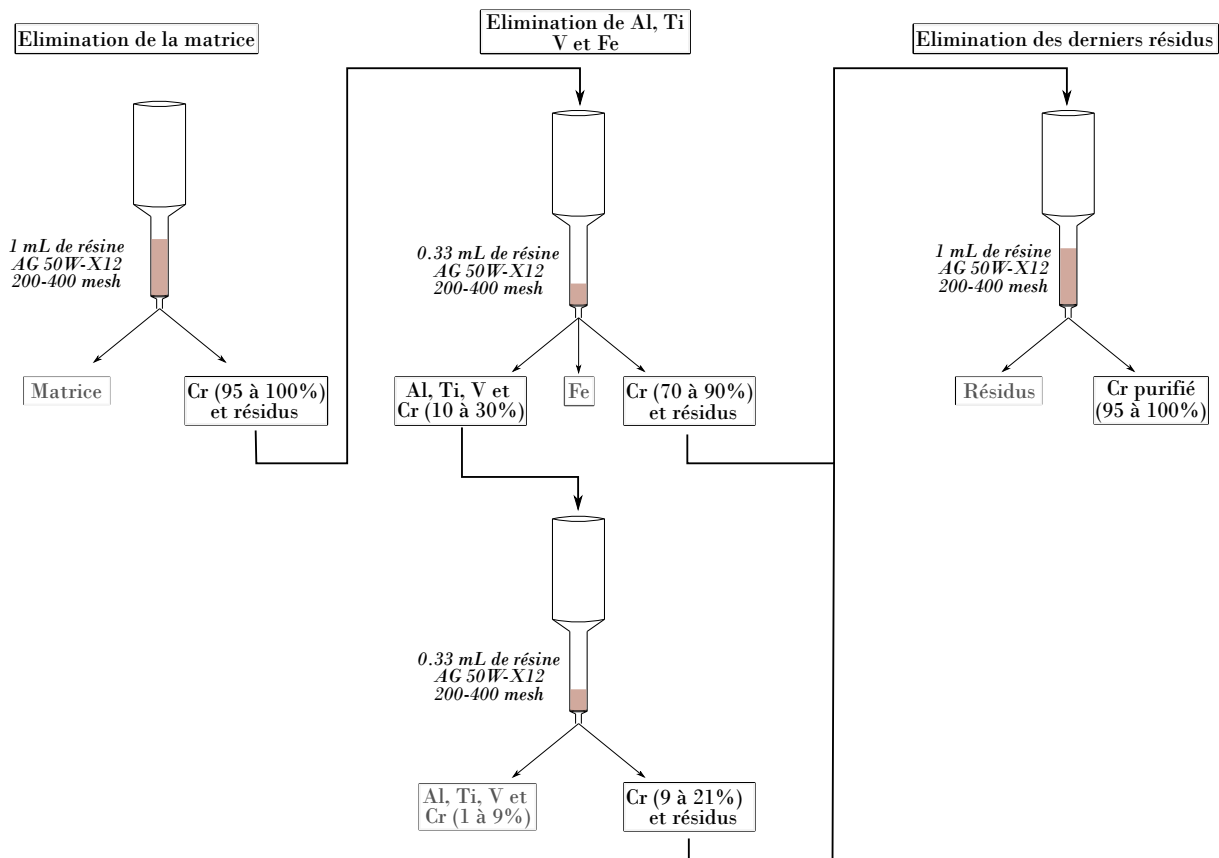 Elimination de la matrice
Elimination de Al, Ti
V et Fe
Elimination des derniers résidus
1 mL de résine
AG 50W-X12
200-400 mesh
0.33 mL de résine
AG 50W-X12
200-400 mesh
1 mL de résine
AG 50W-X12
200-400 mesh
Matrice
Cr (95 à 100%)
et résidus
Al, Ti, V et
Cr (10 à 30%)
Fe
Cr (70 à 90%)
et résidus
Résidus
Cr purifié
(95 à 100%)
0.33 mL de résine
AG 50W-X12
200-400 mesh
Al, Ti, V et
Cr (1 à 9%)
Cr (9 à 21%)
et résidus